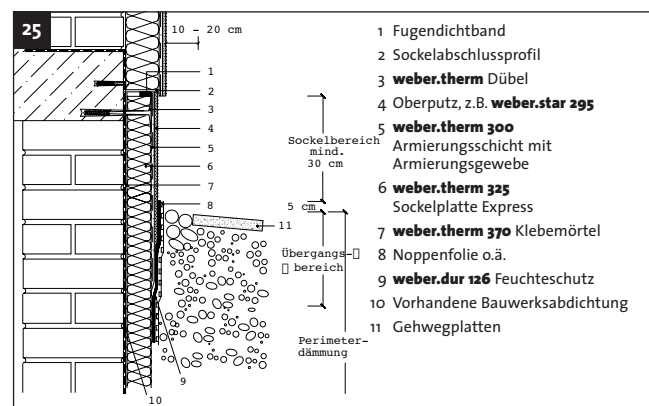 25
10 - 20 cm
1
2
3
4
5
6
7
8
9
10
11
Sockelbereich
mind.
30 cm
5 cm
Übergangs-
bereich
Perimeter-
dämmung
1 Fugendichtband
2 Sockelabschlussprofil
3 weber.therm Dübel
4 Oberputz, z.B. weber.star 295
5 weber.therm 300
Armierungsschicht mit
Armierungsgewebe
6 weber.therm 325
Sockelplatte Express
7 weber.therm 370 Klebemörtel
8 Noppenfolie o.ä.
9 weber.dur 126 Feuchteschutz
10 Vorhandene Bauwerksabdichtung
11 Gehwegplatten